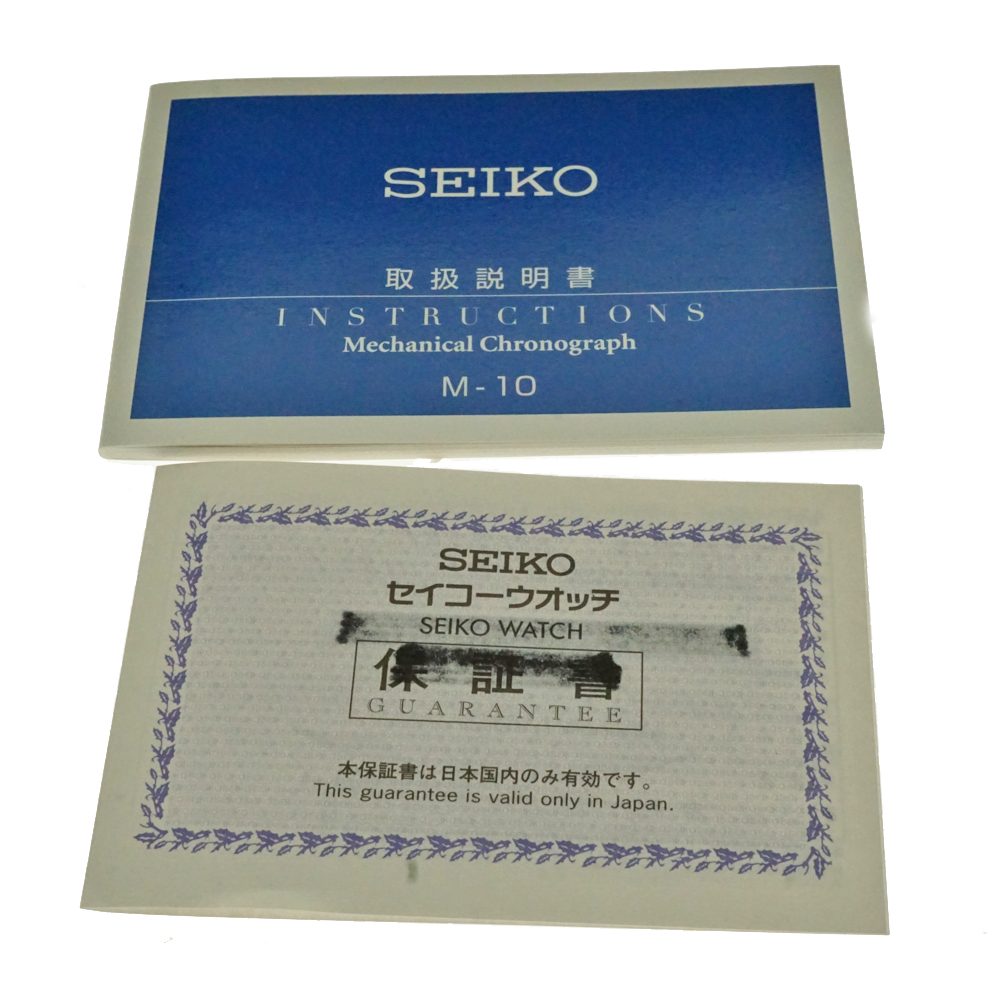 SEIKO
取扱説明書
INSTRUCTIONS
Mechanical Chronograph
M-10
SEIKO
セイコーウオッチ
SEIKO WATCH
保証書
GUARANTEE
本保証書は日本国内のみ有効です。
This guarantee is valid only in Japan.